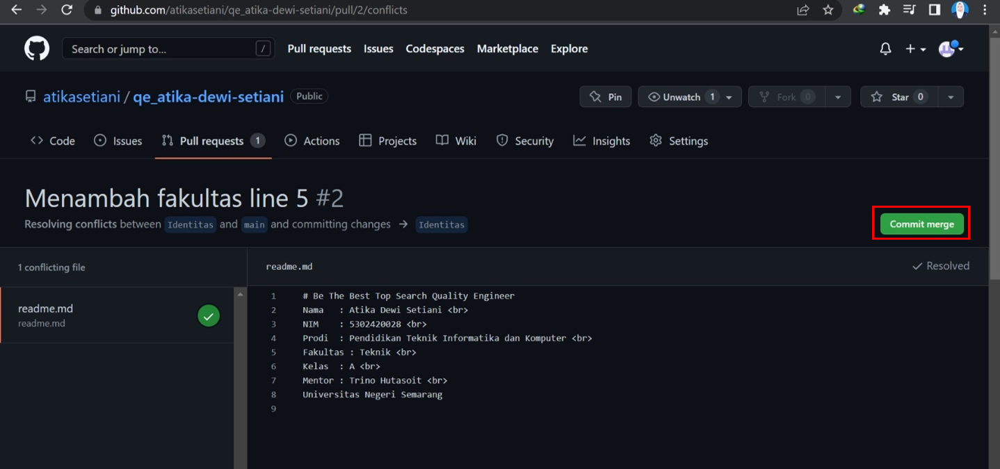 github.com/atikasetiani/qe_atika-dewi-setiani/pull/2/conflicts
Search or jump to... /
Pull requests Issues Codespaces Marketplace Explore
atikasetiani / qe_atika-dewi-setiani Public
Pin Unwatch 1 Fork 0 Star 0
Code Issues Pull requests 1 Actions Projects Wiki Security Insights Settings
Menambah fakultas line 5 #2
Resolving conflicts between Identitas and main and committing changes → Identitas
Commit merge
1 conflicting file
readme.md
readme.md
readme.md
Resolved
1 # Be The Best Top Search Quality Engineer
2 Nama : Atika Dewi Setiani <br>
3 NIM : 5302420028 <br>
4 Prodi : Pendidikan Teknik Informatika dan Komputer <br>
5 Fakultas : Teknik <br>
6 Kelas : A <br>
7 Mentor : Trino Hutasoit <br>
8 Universitas Negeri Semarang
9